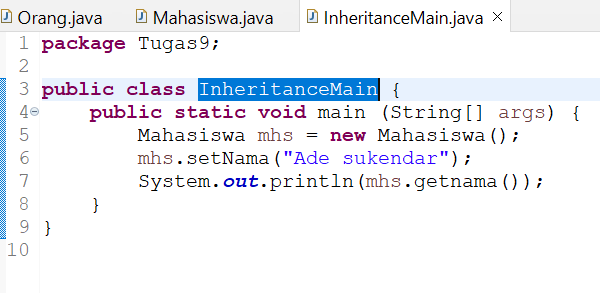 Orang.java Mahasiswa.java InheritanceMain.java
1 package Tugas9;
2
3 public class InheritanceMain {
4 public static void main (String[] args) {
5 Mahasiswa mhs = new Mahasiswa();
6 mhs.setNama("Ade sukendar");
7 System.out.println(mhs.getnama());
8 }
9 }
10